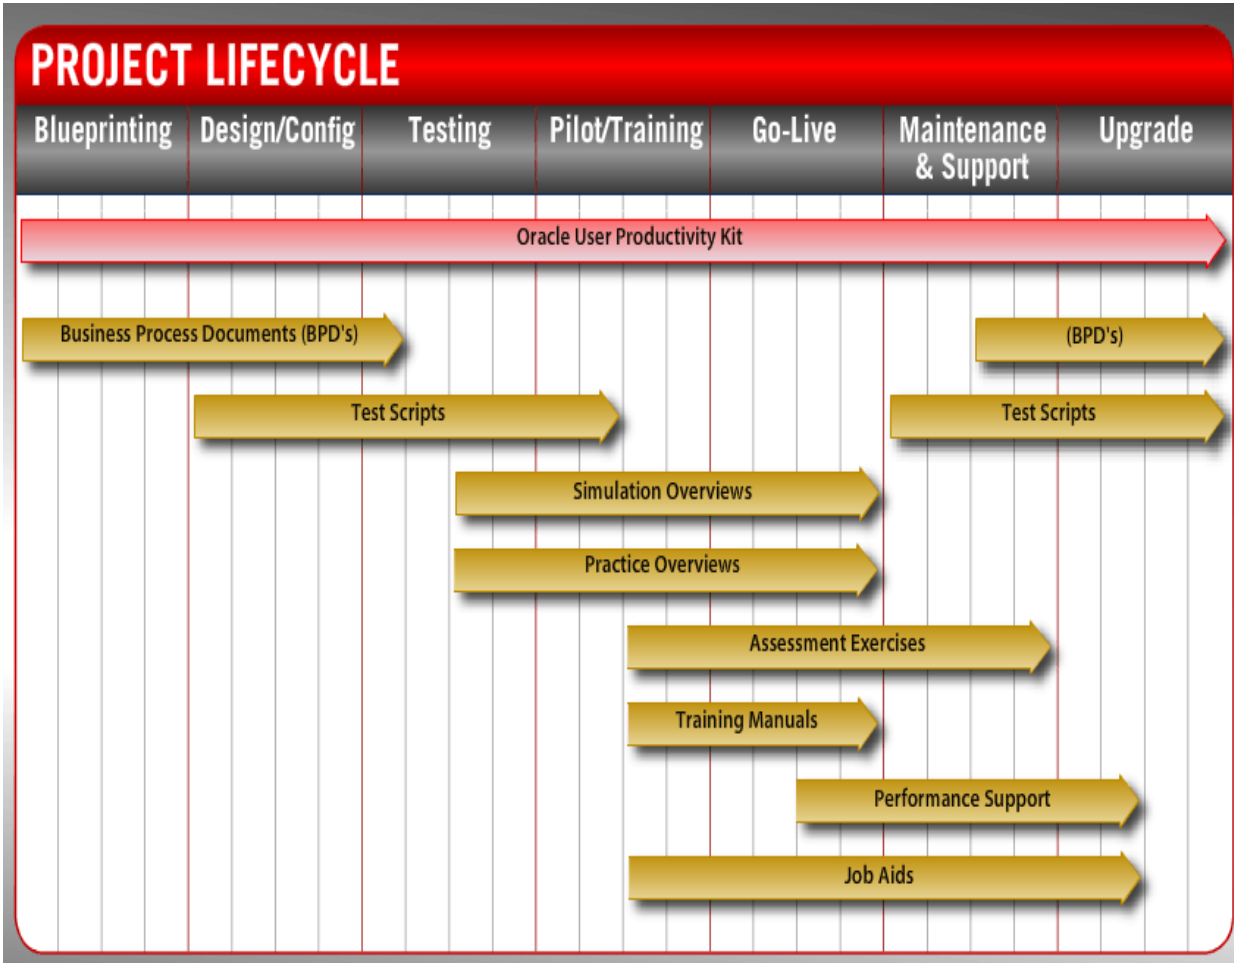 PROJECT LIFECYCLE
Blueprinting
Design/Config
Testing
Pilot/Training
Go-Live
Maintenance
& Support
Upgrade
Oracle User Productivity Kit
Business Process Documents (BPD's)
(BPD's)
Test Scripts
Test Scripts
Simulation Overviews
Practice Overviews
Assessment Exercises
Training Manuals
Performance Support
Job Aids